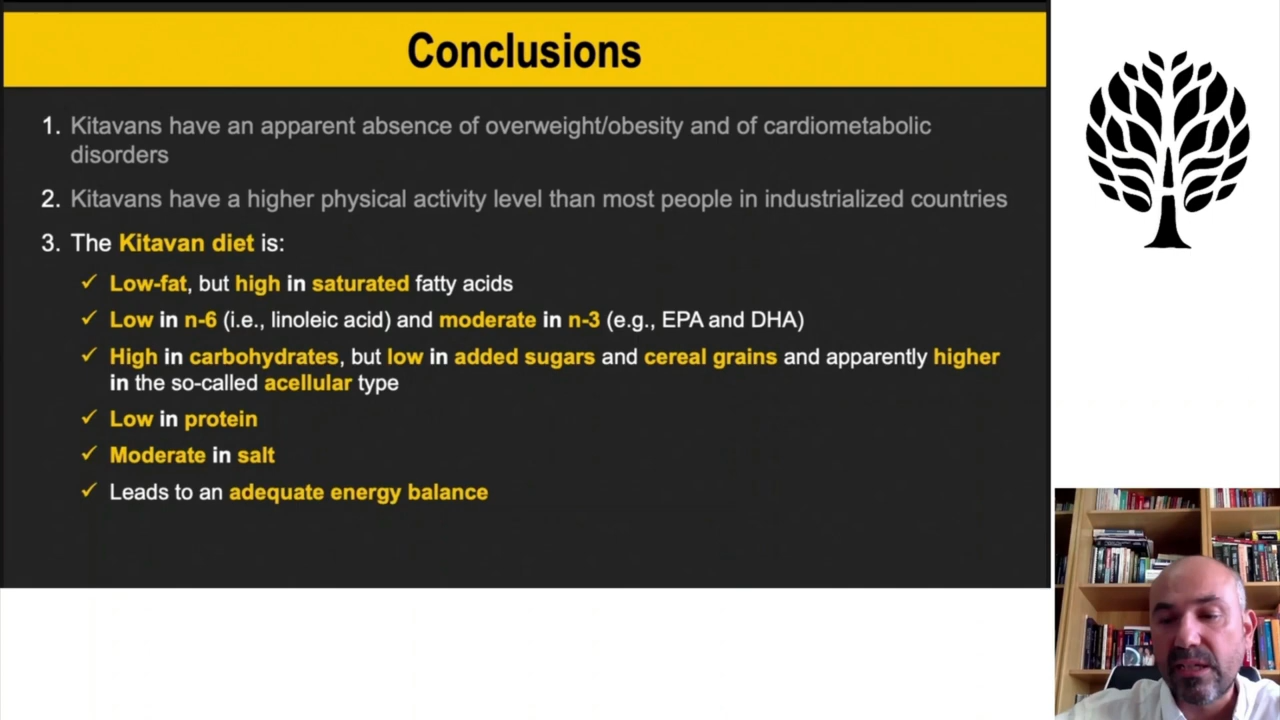 Conclusions
1. Kitavans have an apparent absence of overweight/obesity and of cardiometabolic
disorders
2. Kitavans have a higher physical activity level than most people in industrialized countries
3. The Kitavan diet is:
✓ Low-fat, but high in saturated fatty acids
✓ Low in n-6 (i.e., linoleic acid) and moderate in n-3 (e.g., EPA and DHA)
✓ High in carbohydrates, but low in added sugars and cereal grains and apparently higher
in the so-called acellular type
✓ Low in protein
✓ Moderate in salt
✓ Leads to an adequate energy balance